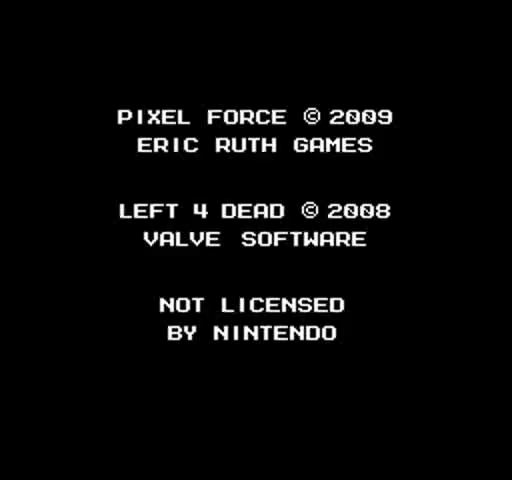 PIXEL FORCE © 2009
ERIC RUTH GAMES
LEFT 4 DEAD © 2008
VALVE SOFTWARE
NOT LICENSED
BY NINTENDO